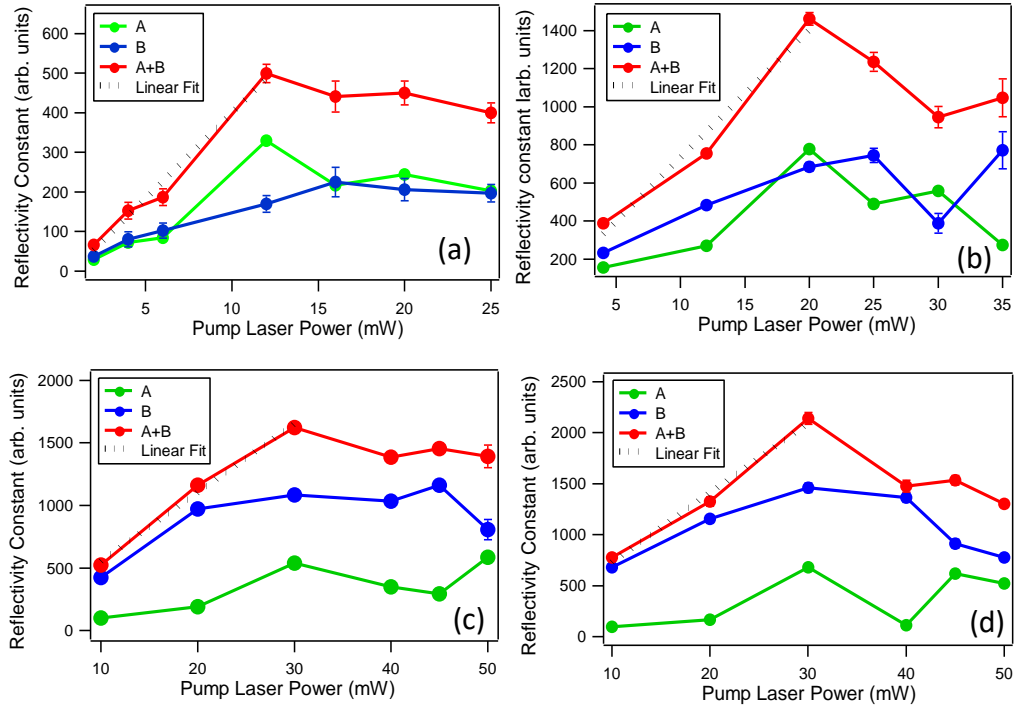 Reflectivity Constant (arb. units)
600
500
400
300
200
100
0
A
B
A+B
Linear Fit
(a)
5
10
15
20
25
Pump Laser Power (mW)
Reflectivity constant Iarb. units)
1400
1200
1000
800
600
400
200
A
B
A+B
Linear Fit
(b)
5
10
15
20
25
30
35
Pump Laser Power (mW)
Reflectivity Constant (arb. units)
2000
1500
1000
500
0
A
B
A+B
Linear Fit
(c)
10
20
30
40
50
Pump Laser Power (mW)
Reflectivity Constant (arb. units)
2500
2000
1500
1000
500
0
A
B
A+B
Linear Fit
(d)
10
20
30
40
50
Pump Laser Power (mW)